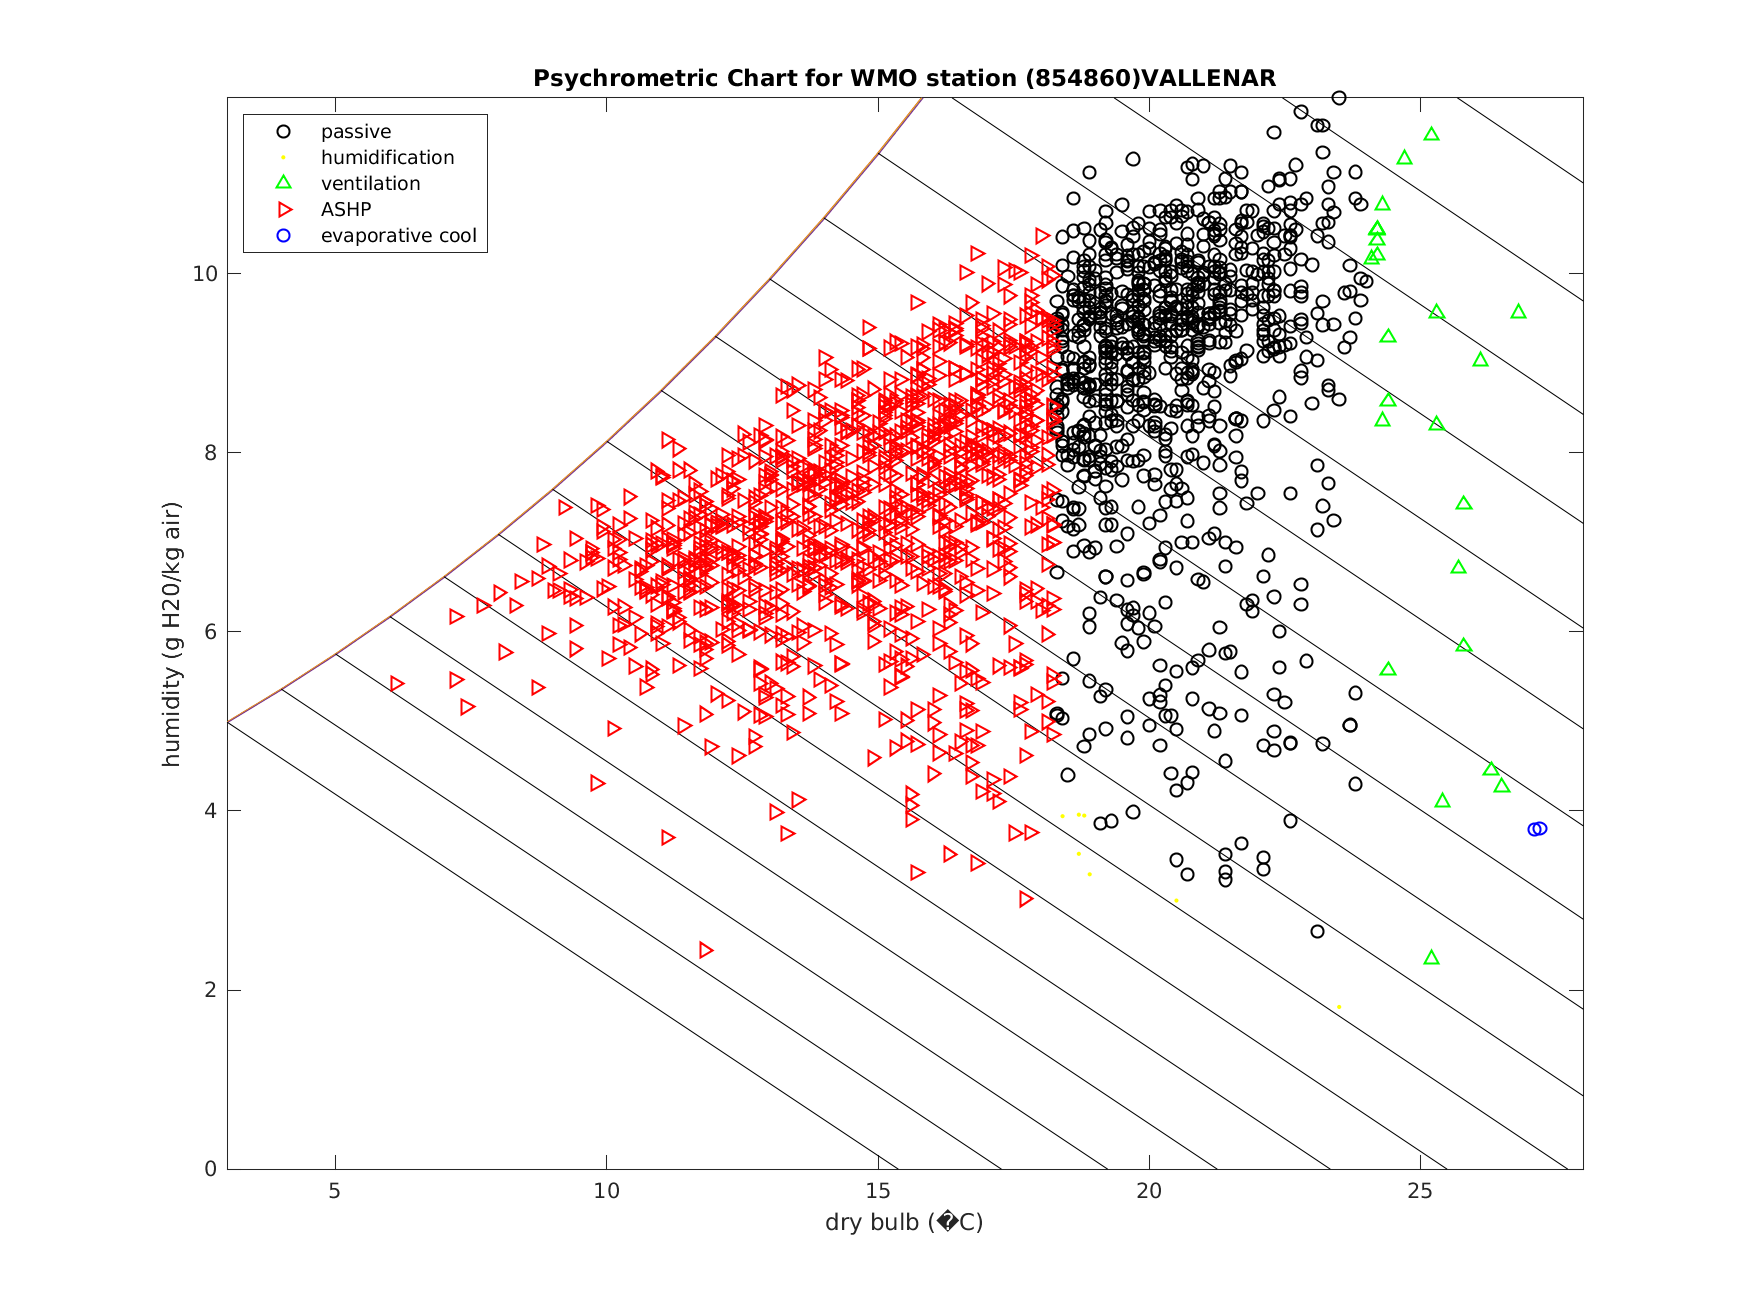 Psychrometric Chart for WMO station (854860)VALLENAR
passive
humidification
ventilation
ASHP
evaporative cool
humidity (g H20/kg air)
10
8
6
4
2
0
5
10
15
20
25
dry bulb (�C)